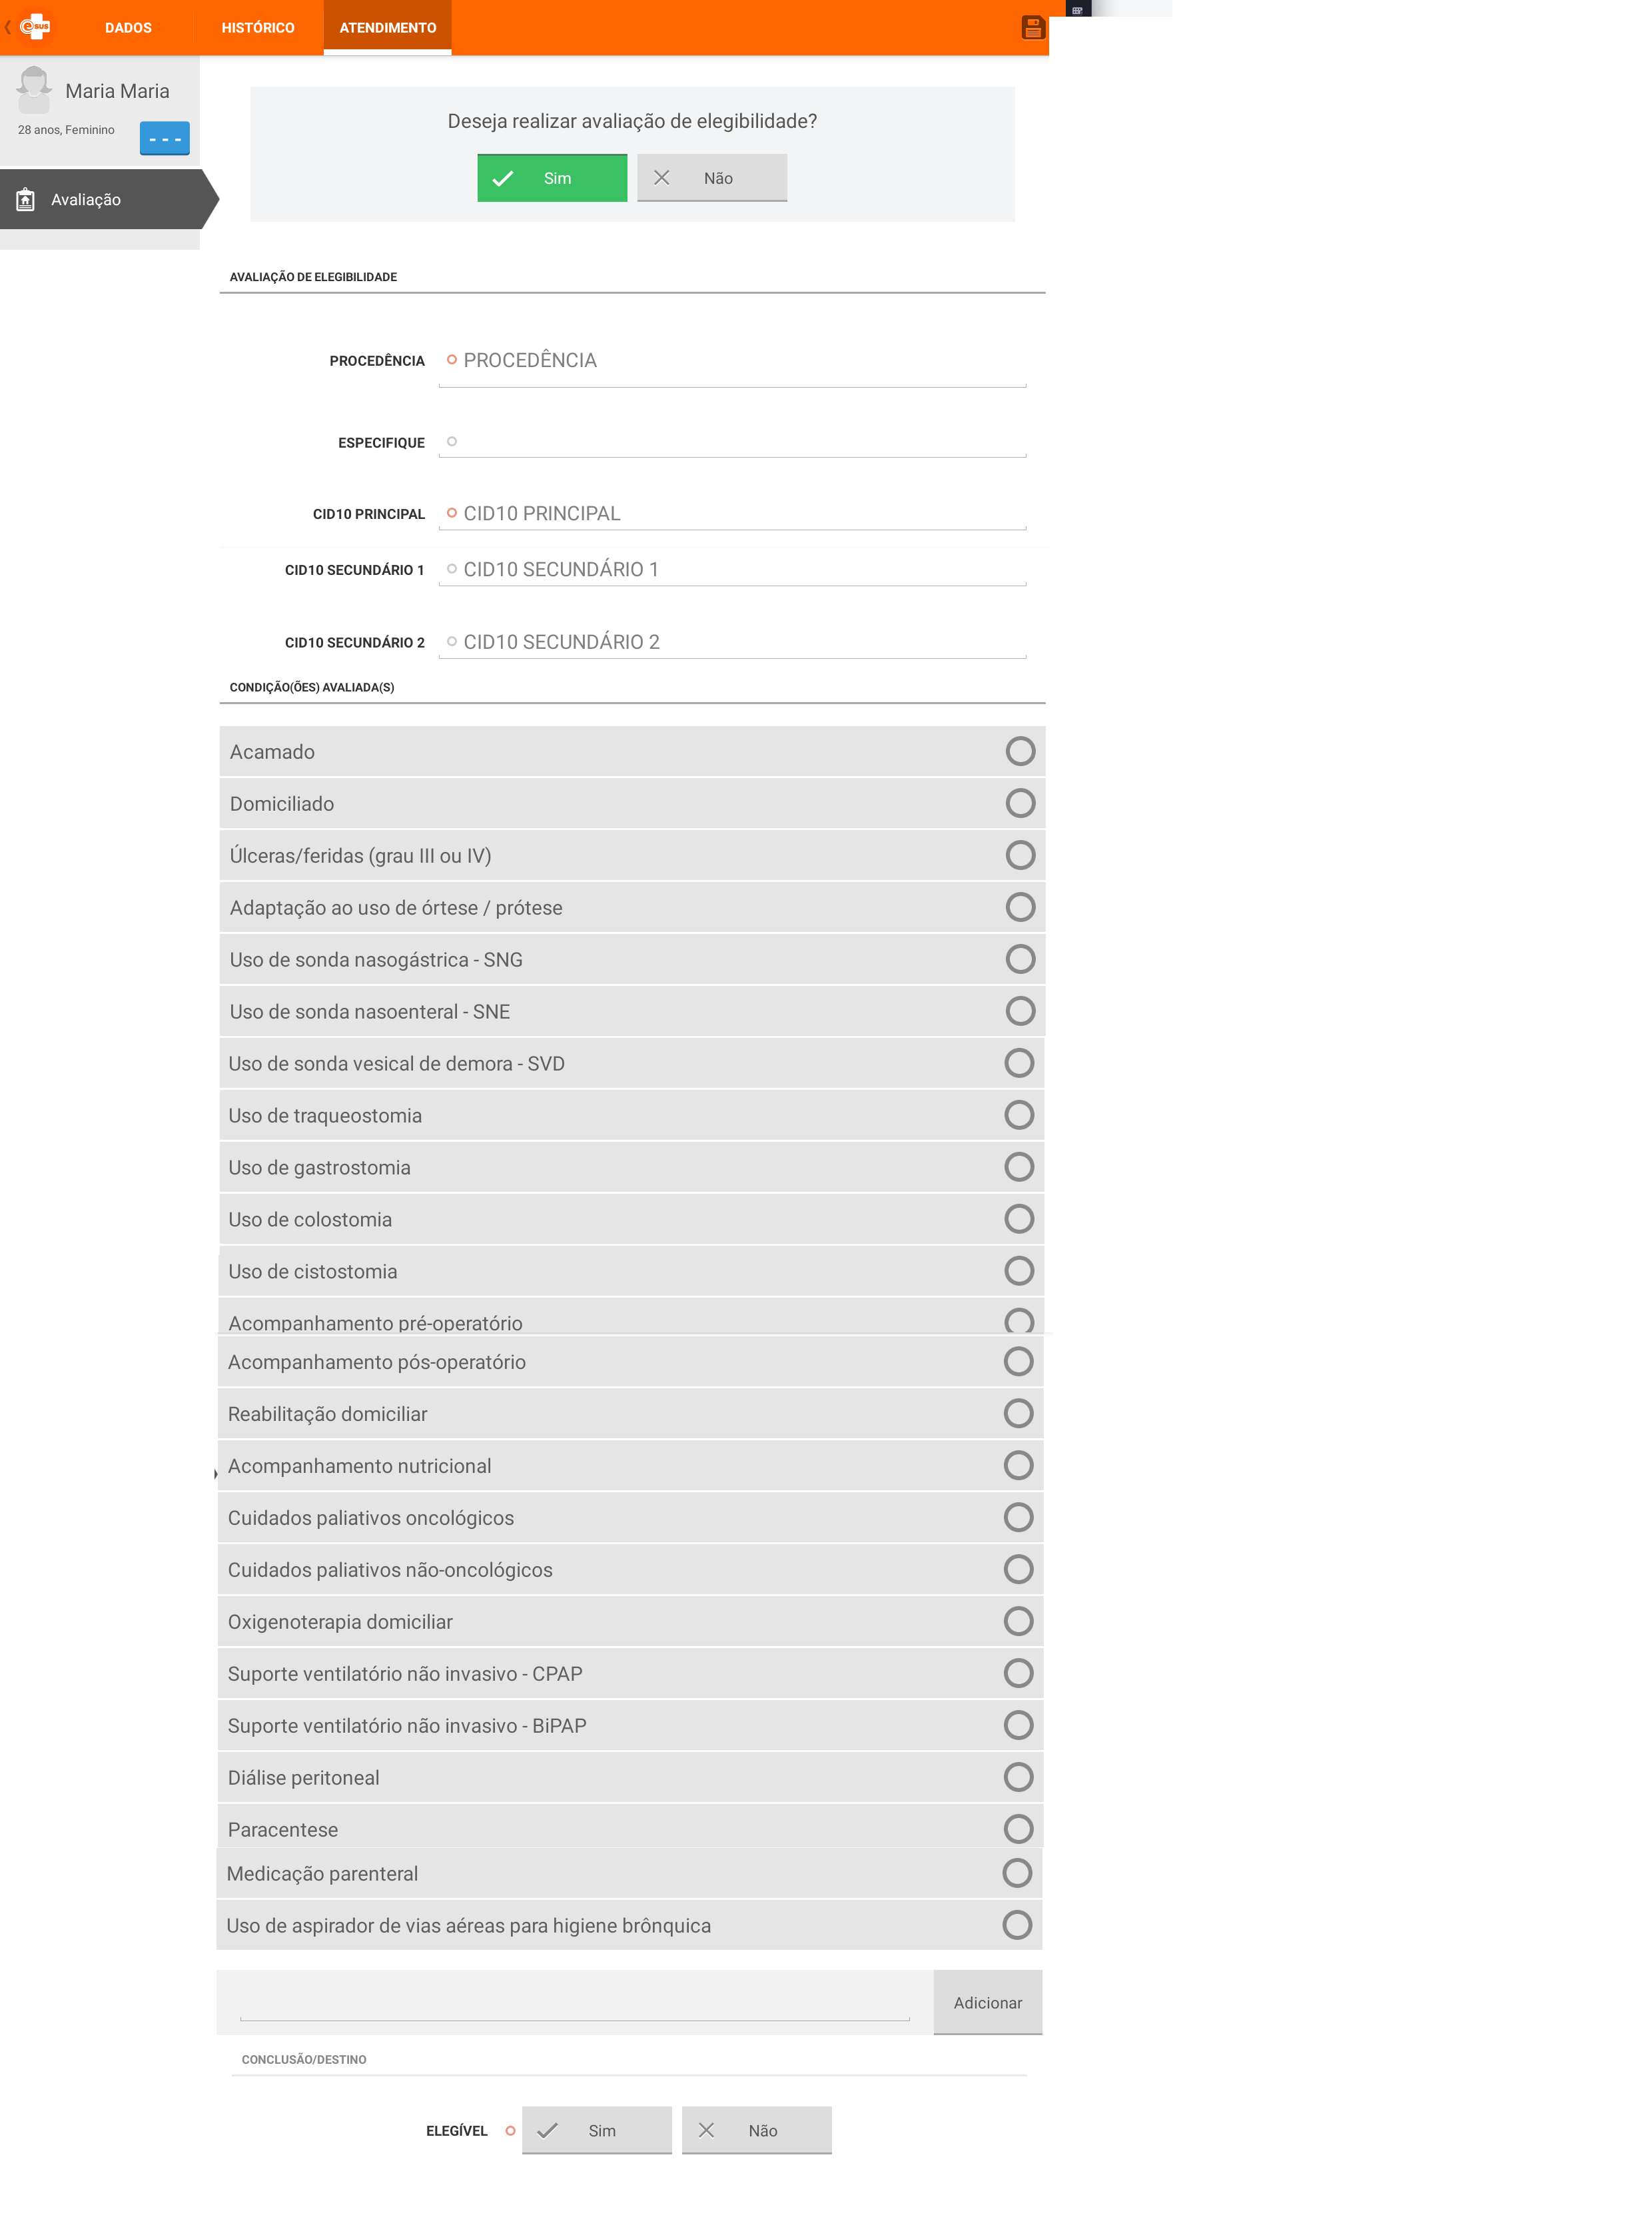 e sus DADOS HISTÓRICO ATENDIMENTO
Maria Maria
28 anos, Feminino
- - -
Avaliação
Deseja realizar avaliação de elegibilidade?
Sim Não
AVALIAÇÃO DE ELEGIBILIDADE
PROCEDÊNCIA PROCEDÊNCIA
ESPECIFIQUE
CID10 PRINCIPAL CID10 PRINCIPAL
CID10 SECUNDÁRIO 1 CID10 SECUNDÁRIO 1
CID10 SECUNDÁRIO 2 CID10 SECUNDÁRIO 2
CONDIÇÃO(ÕES) AVALIADA(S)
Acamado
Domiciliado
Úlceras/feridas (grau III ou IV)
Adaptação ao uso de órtese / prótese
Uso de sonda nasogástrica - SNG
Uso de sonda nasoenteral - SNE
Uso de sonda vesical de demora - SVD
Uso de traqueostomia
Uso de gastrostomia
Uso de colostomia
Uso de cistostomia
Acompanhamento pré-operatório
Acompanhamento pós-operatório
Reabilitação domiciliar
Acompanhamento nutricional
Cuidados paliativos oncológicos
Cuidados paliativos não-oncológicos
Oxigenoterapia domiciliar
Suporte ventilatório não invasivo - CPAP
Suporte ventilatório não invasivo - BiPAP
Diálise peritoneal
Paracentese
Medicação parenteral
Uso de aspirador de vias aéreas para higiene brônquica
Adicionar
CONCLUSÃO/DESTINO
ELEGÍVEL Sim Não